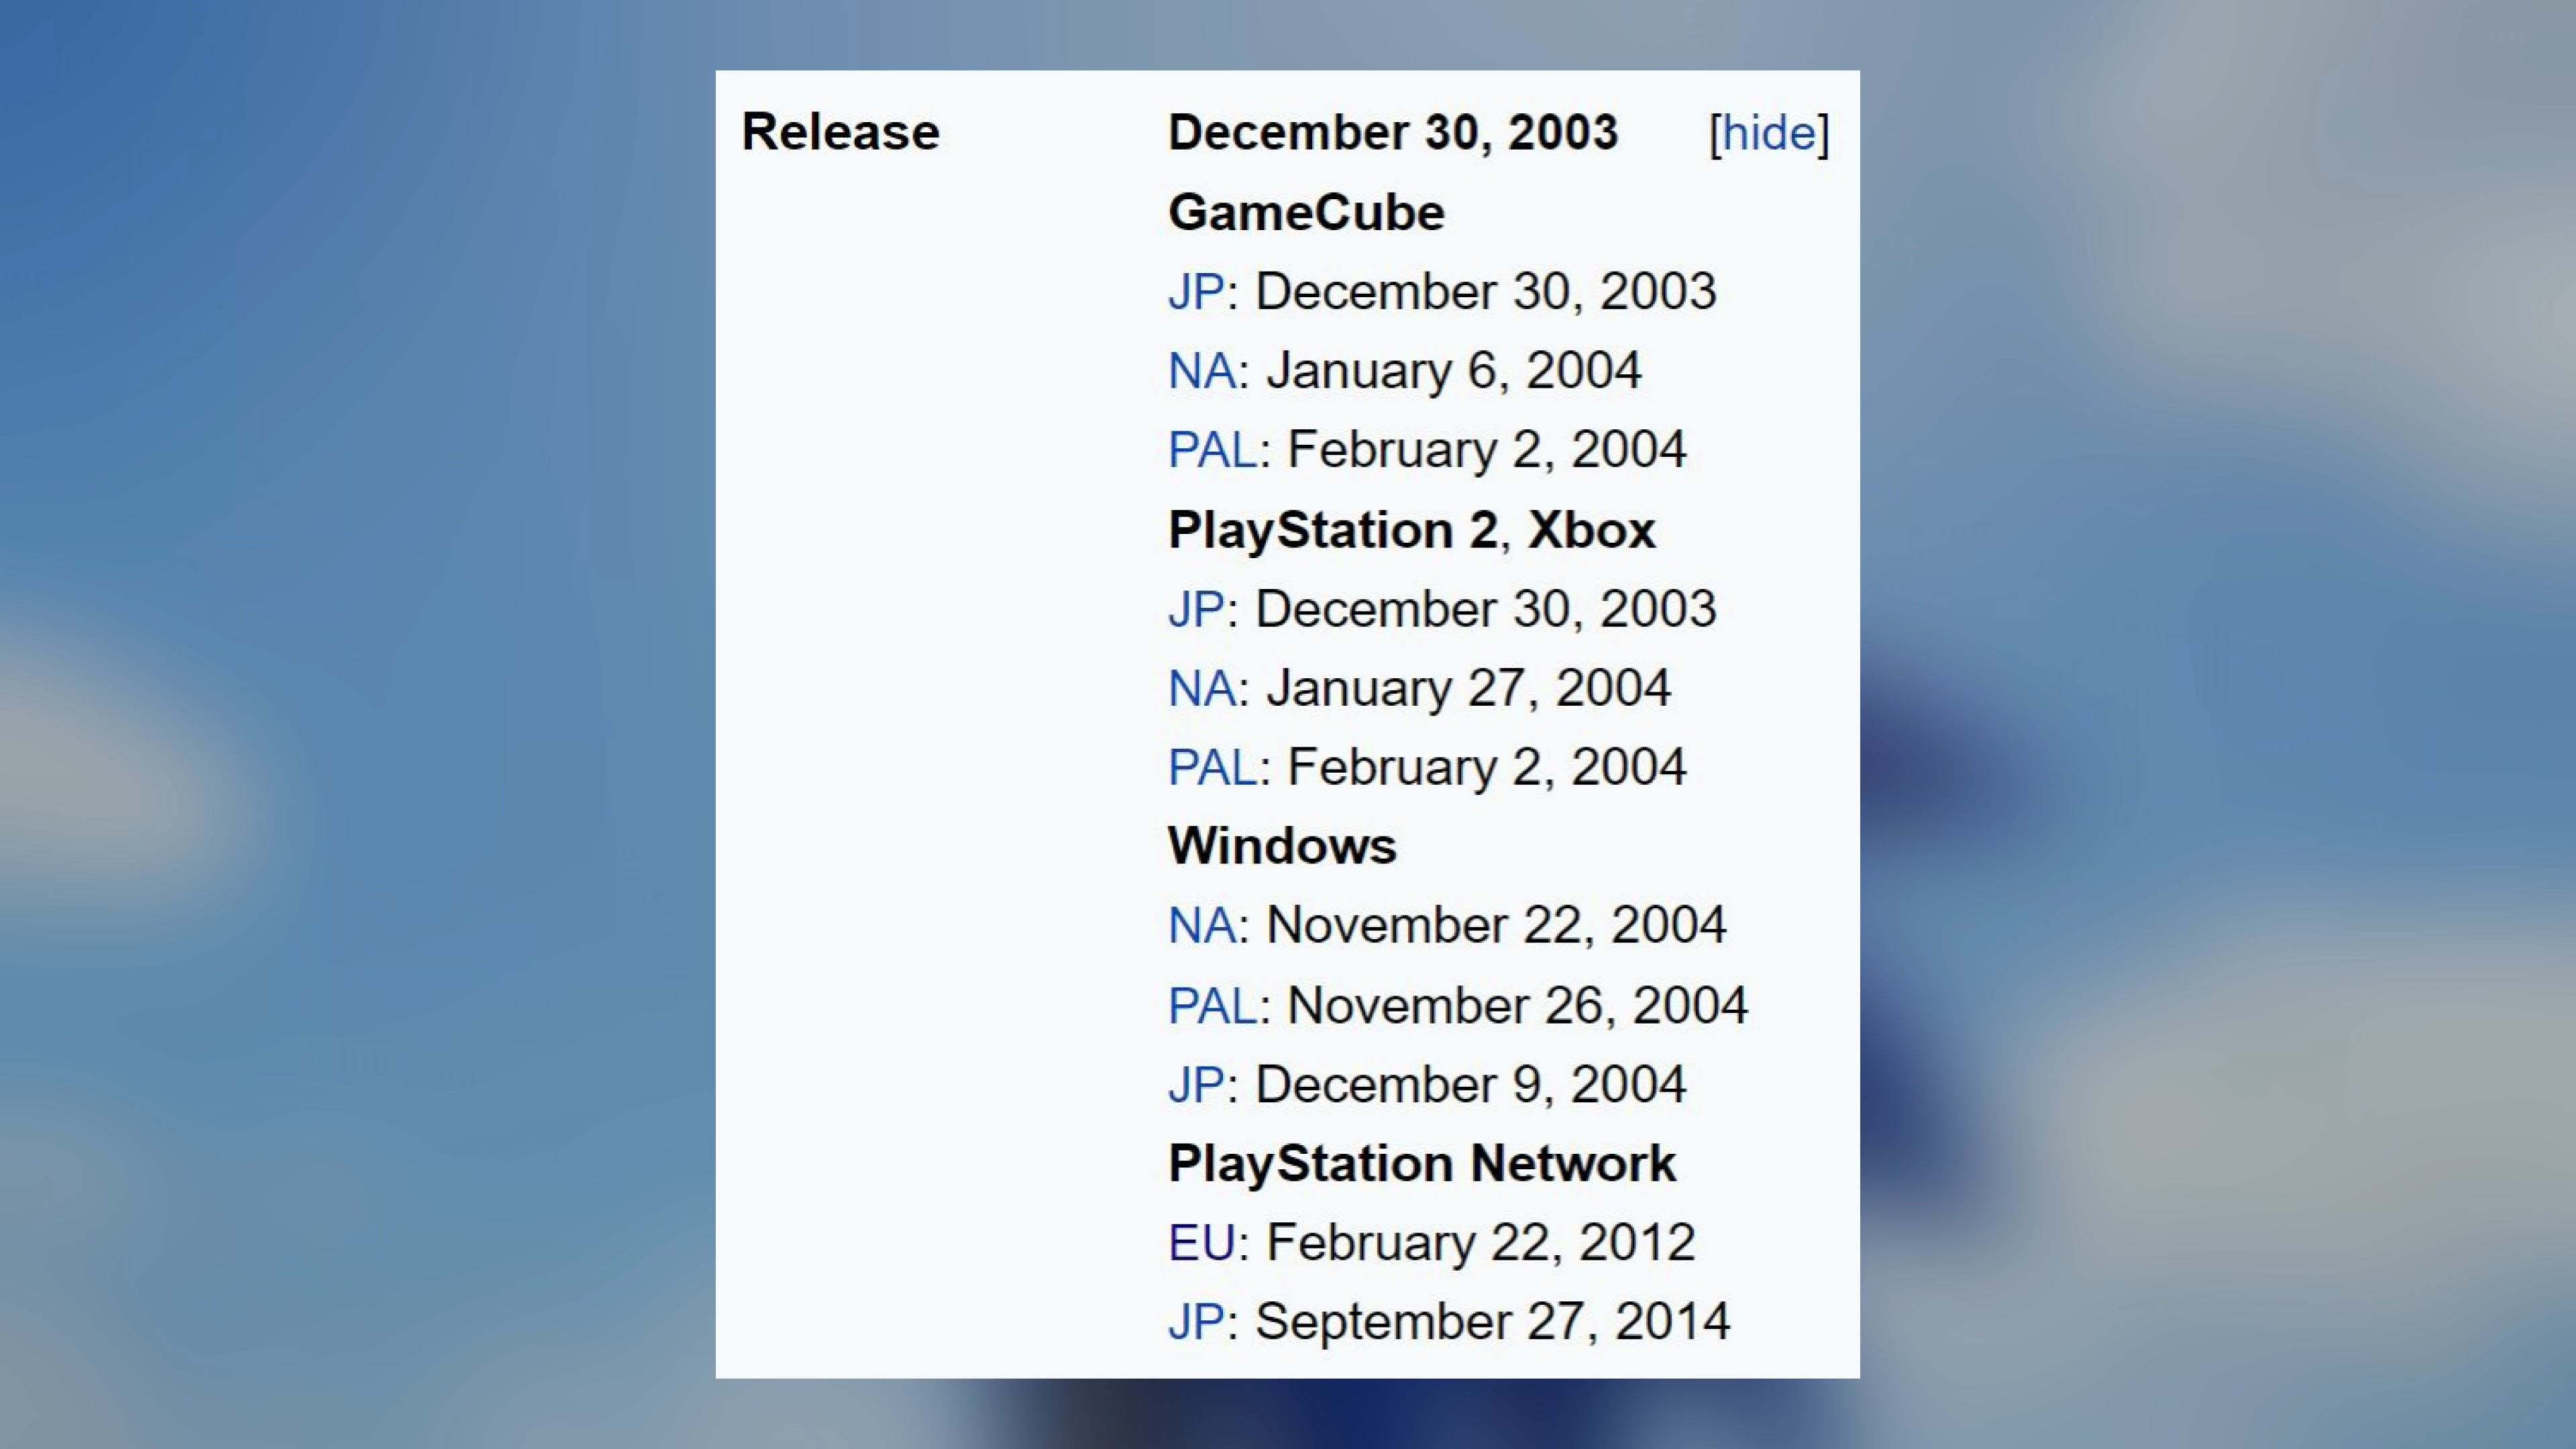 Release December 30, 2003 [hide]
GameCube
JP: December 30, 2003
NA: January 6, 2004
PAL: February 2, 2004
PlayStation 2, Xbox
JP: December 30, 2003
NA: January 27, 2004
PAL: February 2, 2004
Windows
NA: November 22, 2004
PAL: November 26, 2004
JP: December 9, 2004
PlayStation Network
EU: February 22, 2012
JP: September 27, 2014